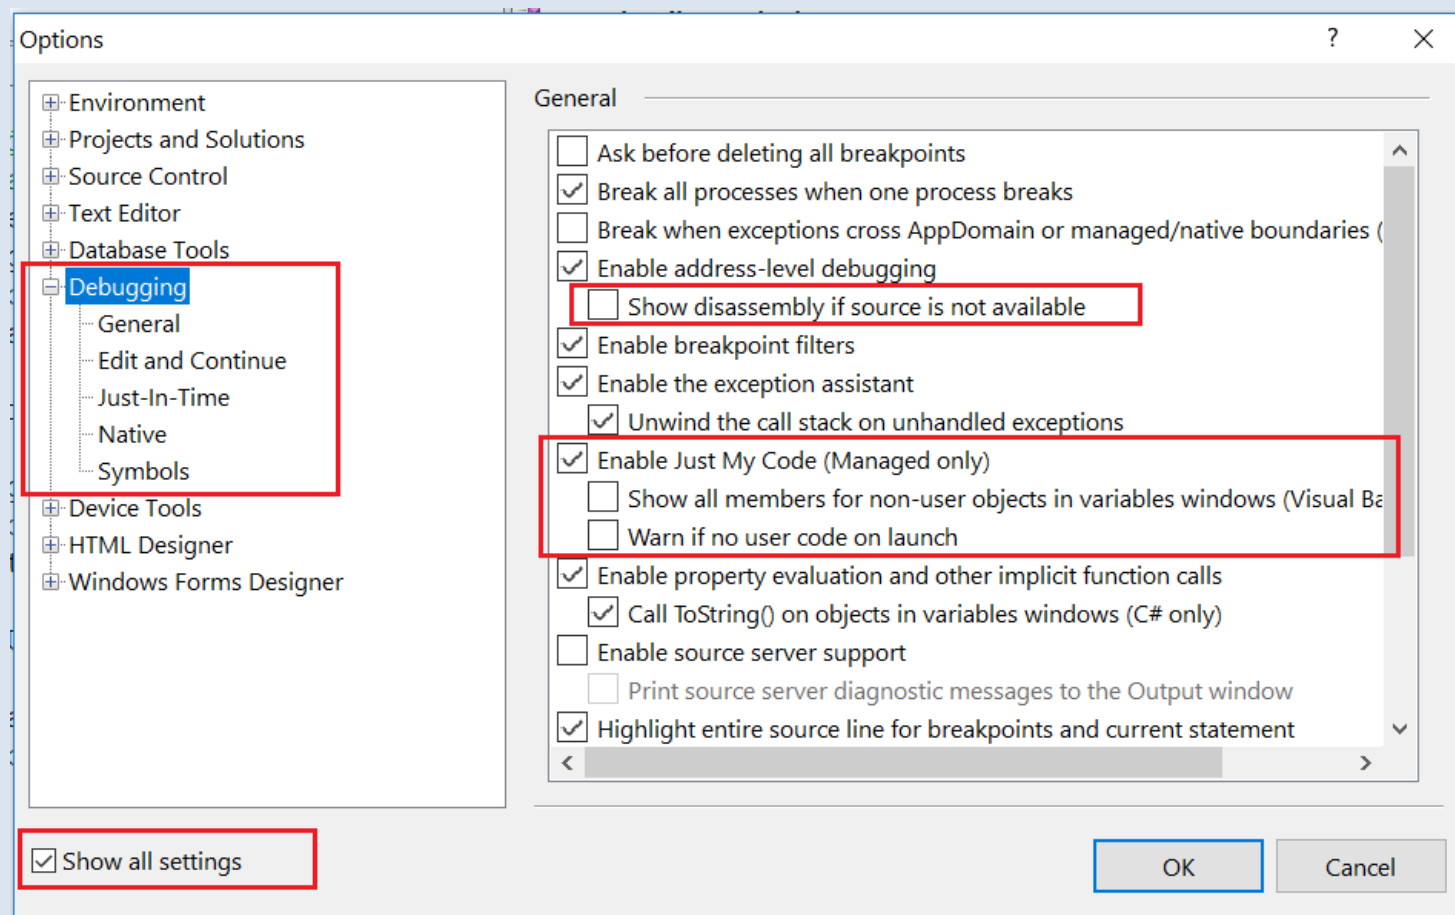 Options
?
Environment
Projects and Solutions
Source Control
Text Editor
Database Tools
Debugging
General
Edit and Continue
Just-In-Time
Native
Symbols
Device Tools
HTML Designer
Windows Forms Designer
Show all settings
General
Ask before deleting all breakpoints
Break all processes when one process breaks
Break when exceptions cross AppDomain or managed/native boundaries (
Enable address-level debugging
Show disassembly if source is not available
Enable breakpoint filters
Enable the exception assistant
Unwind the call stack on unhandled exceptions
Enable Just My Code (Managed only)
Show all members for non-user objects in variables windows (Visual Ba
Warn if no user code on launch
Enable property evaluation and other implicit function calls
Call ToString() on objects in variables windows (C# only)
Enable source server support
Print source server diagnostic messages to the Output window
Highlight entire source line for breakpoints and current statement
OK
Cancel